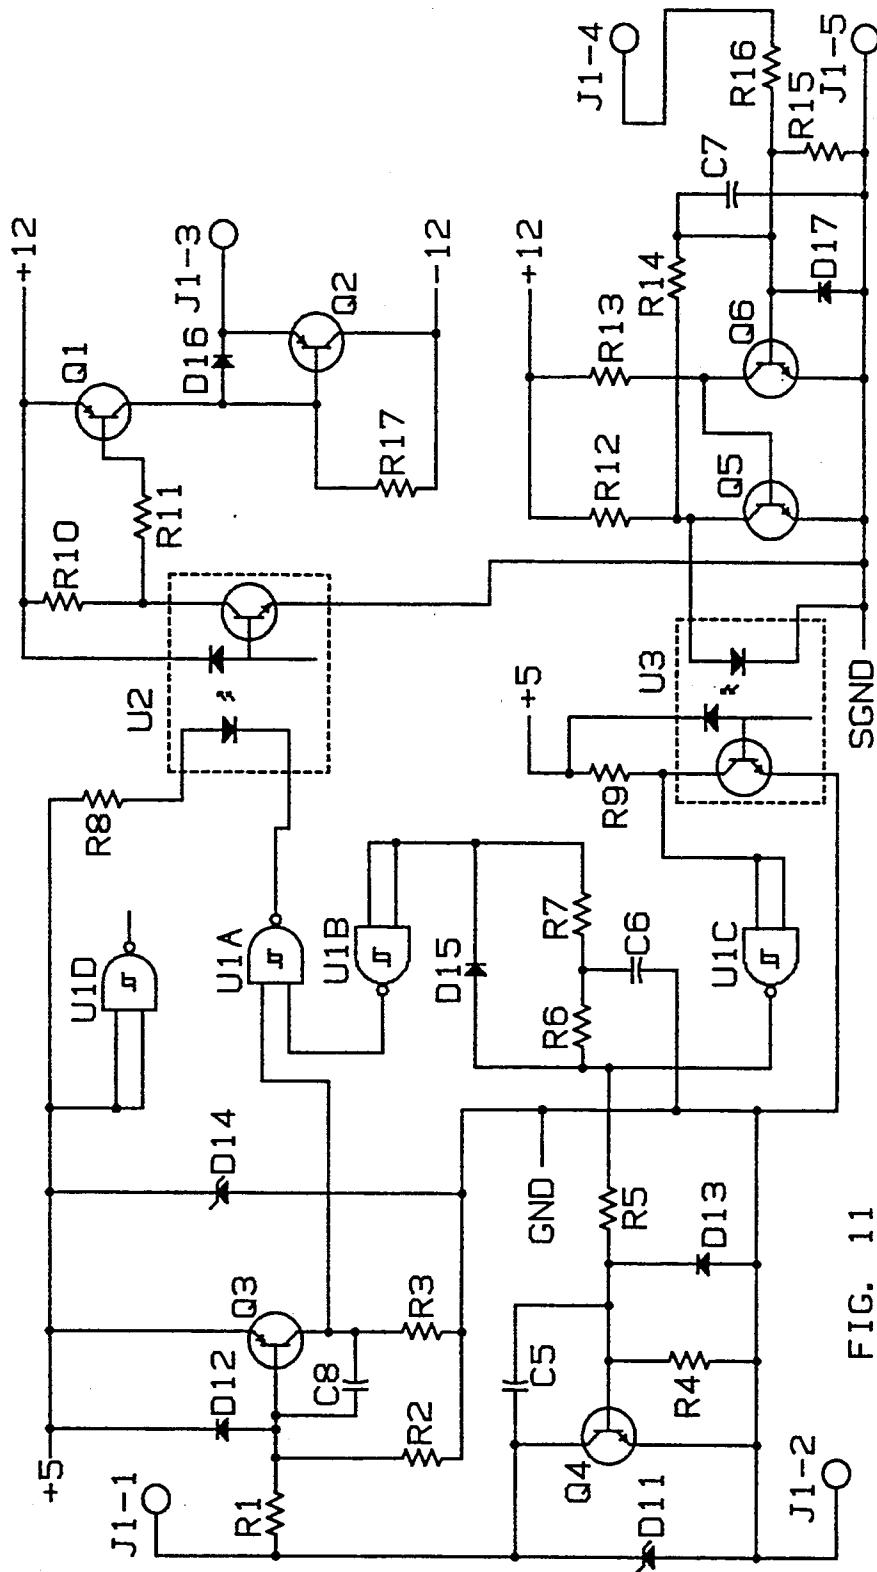 +5
J1-1
R1
D12
Q3
C8
R2
R3
D14
U1D
R8
U1A
U1B
U2
R10
R11
Q1
+12
D16
J1-3
Q2
R17
-12
Q4
C5
D11
J1-2
R4
D13
R5
GND
R6
R7
D15
C6
U1C
R9
+5
U3
SGND
R12
R13
+12
Q5
Q6
R14
C7
D17
R15
R16
J1-4
J1-5
FIG. 11